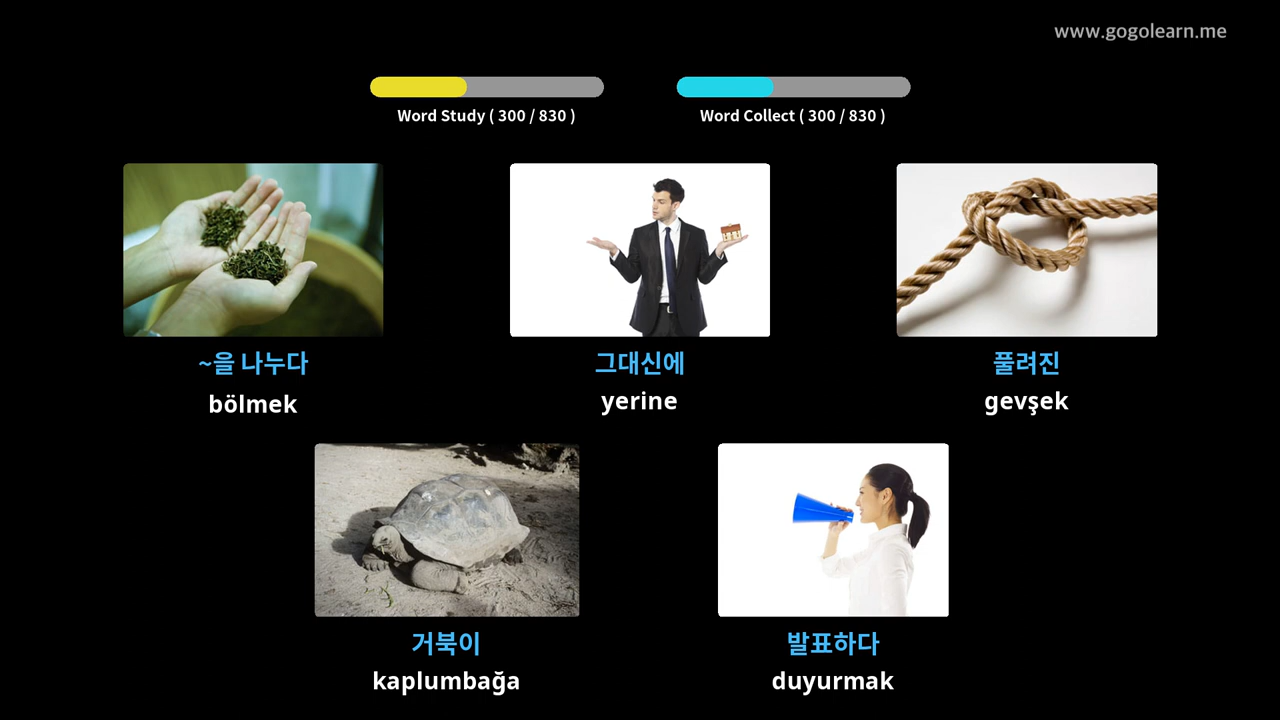 www.gogolearn.me
Word Study ( 300 / 830 )
Word Collect ( 300 / 830 )
~을 나누다
bölmek
그대신에
yerine
풀려진
gevşek
거북이
kaplumbağa
발표하다
duyurmak